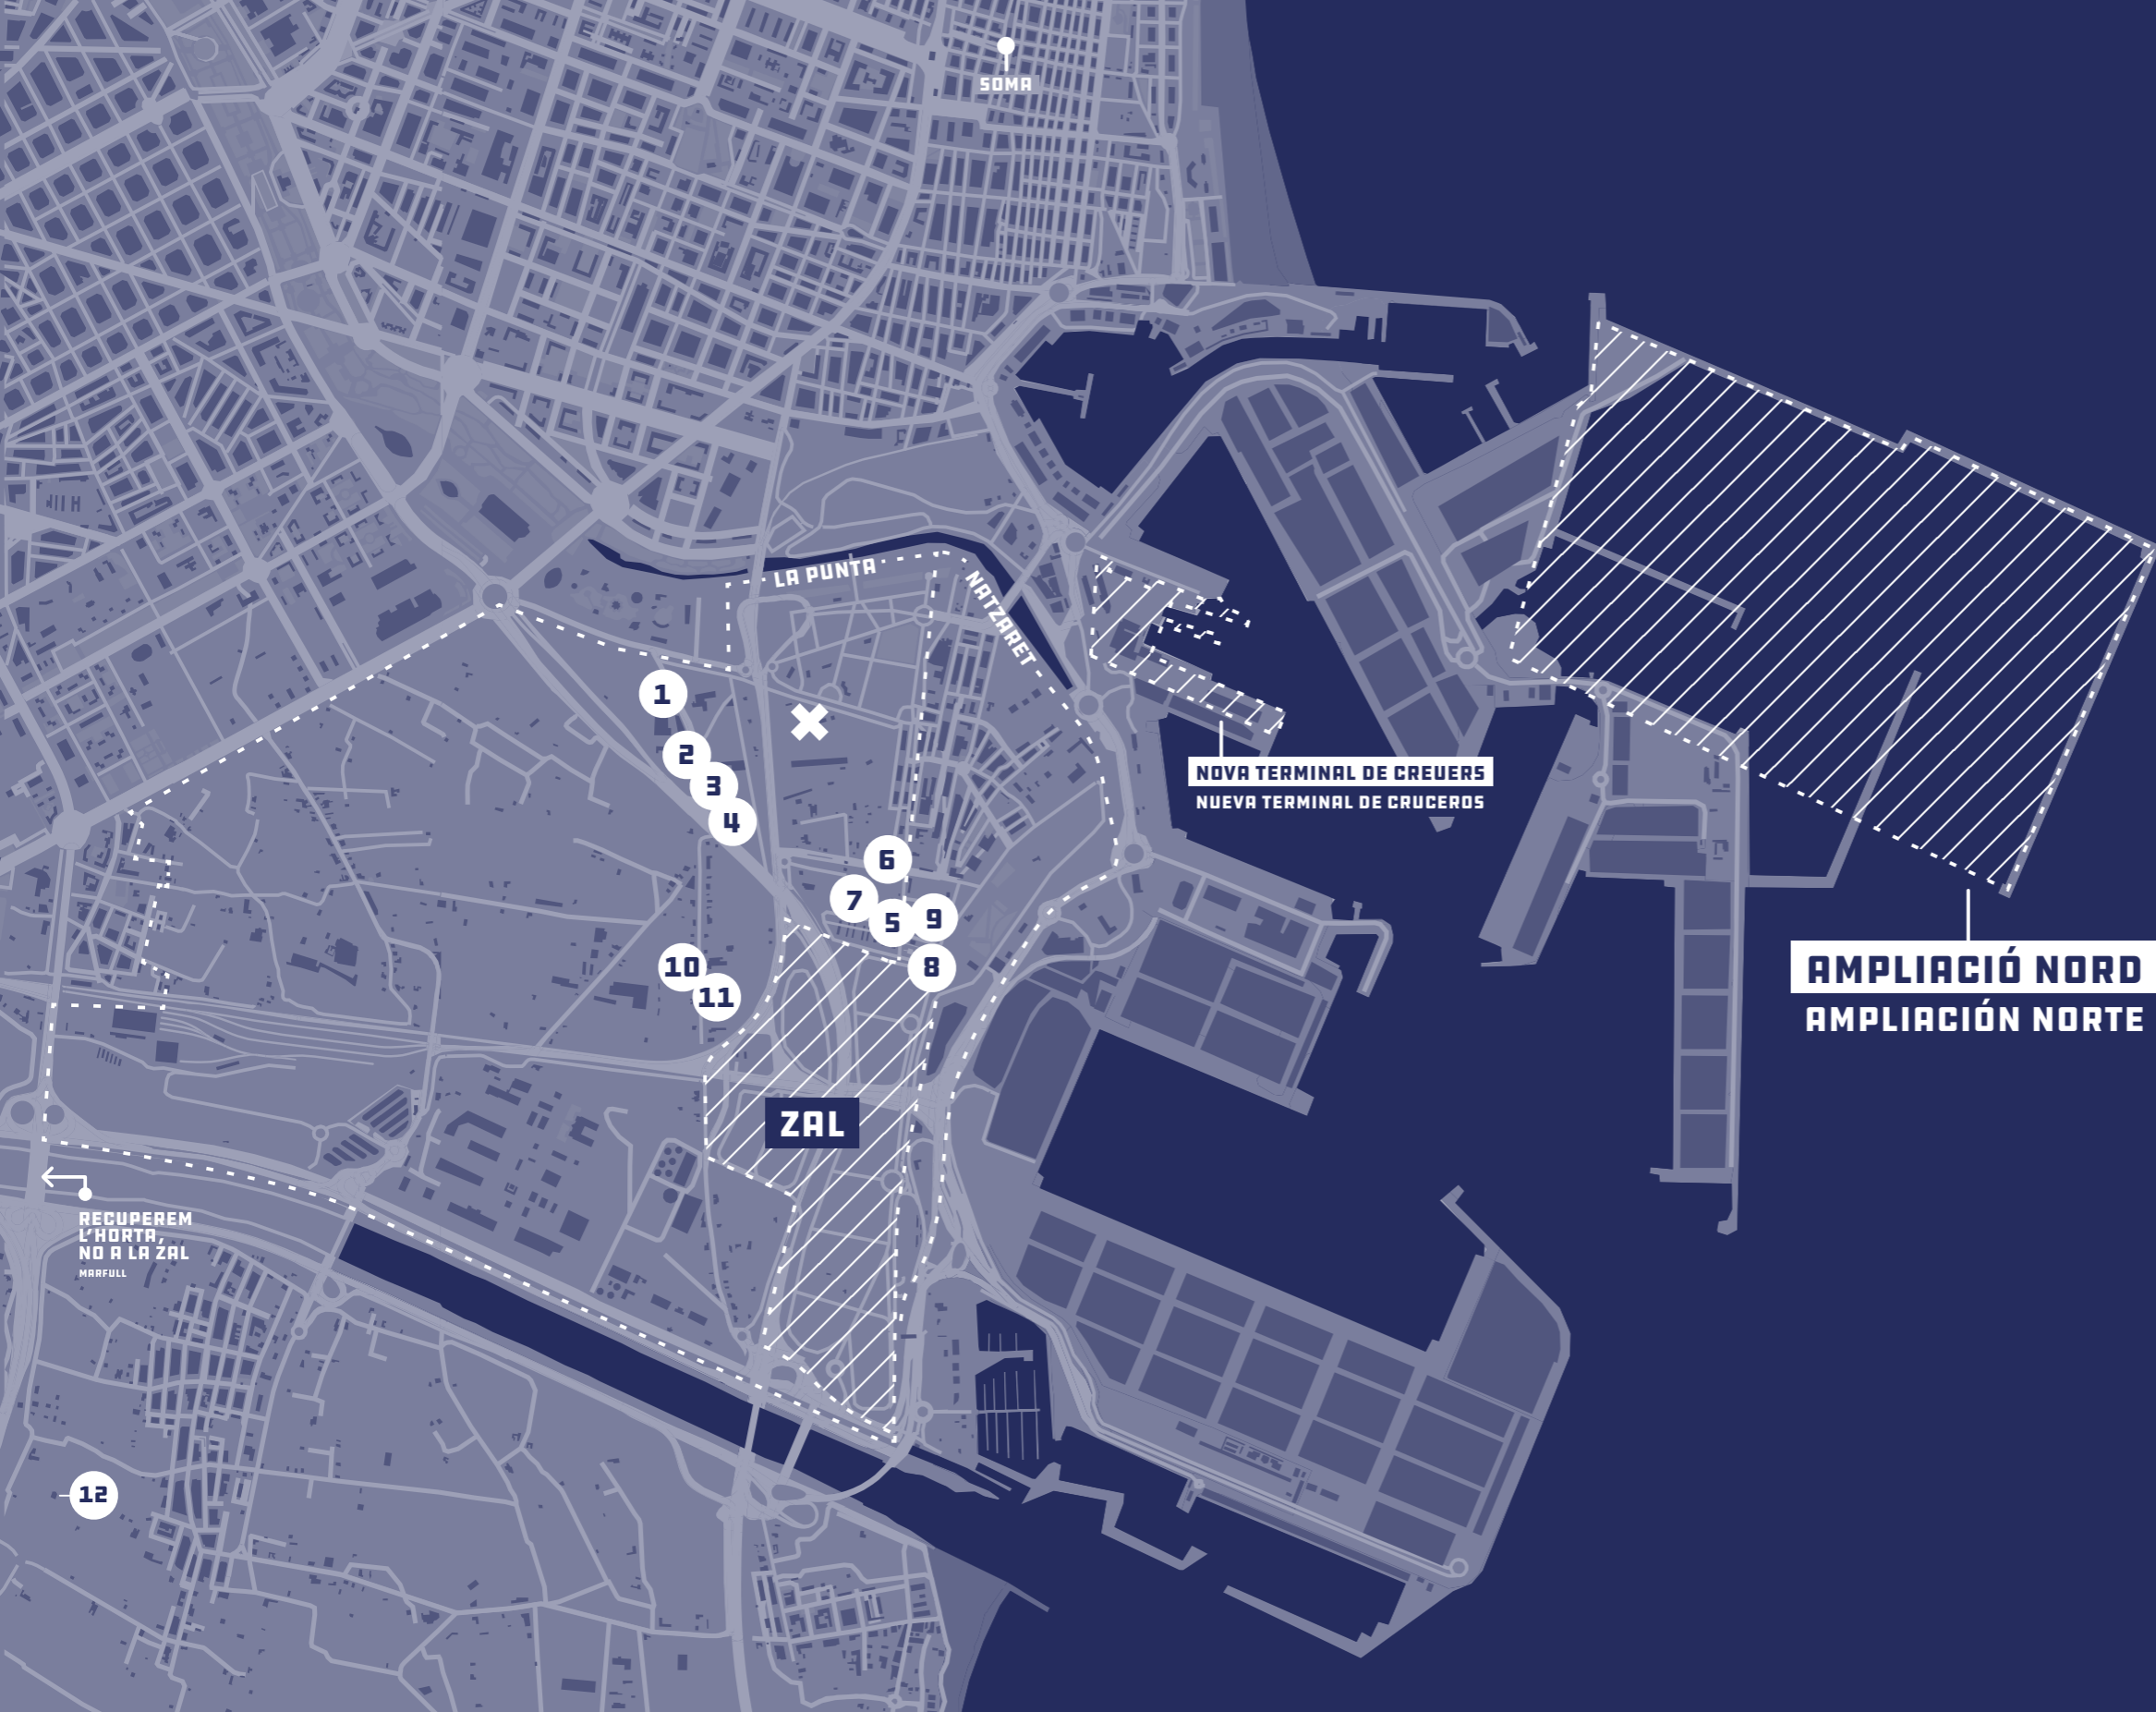 SOMA
LA PUNTA
NATZARET
1
2
3
4
NOVA TERMINAL DE CREUERS
NUEVA TERMINAL DE CRUCEROS
6
7
5
9
8
10
11
AMPLIACIÓ NORD
AMPLIACIÓN NORTE
ZAL
RECUPEREM
L'HORTA,
NO A LA ZAL
MARFULL
12